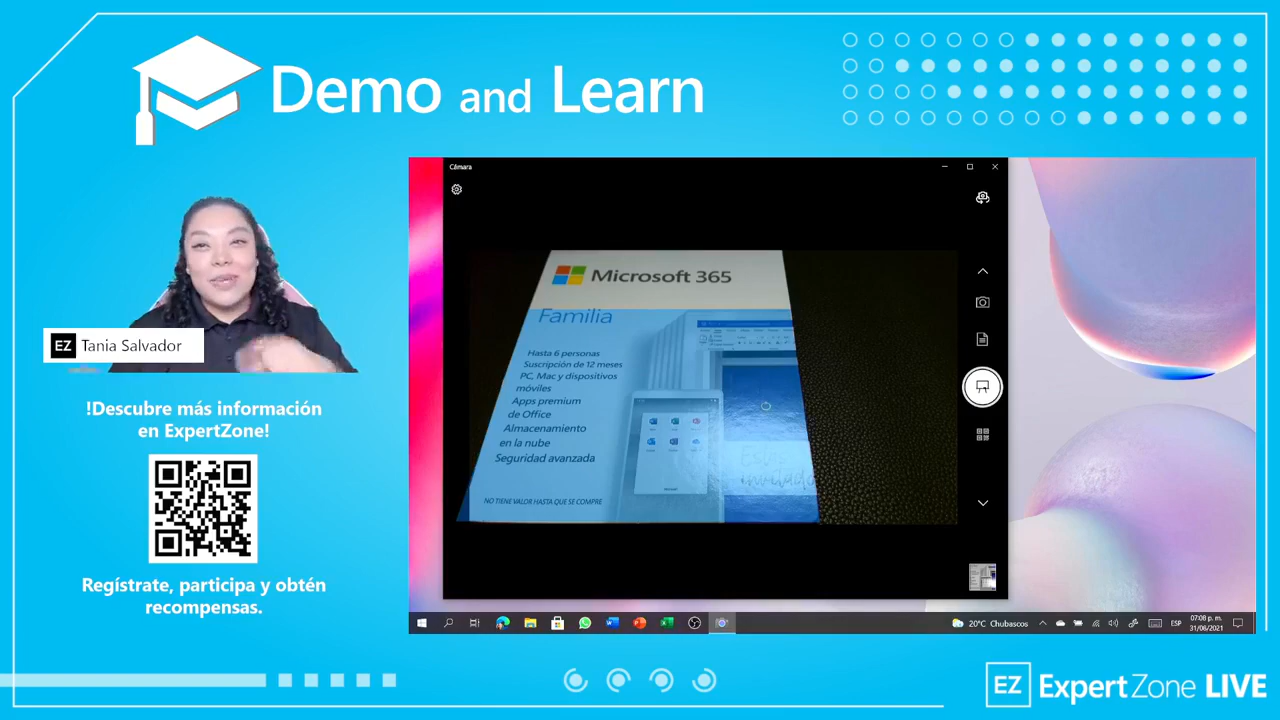 Demo and Learn
EZ Tania Salvador
!Descubre más información
en ExpertZone!
Regístrate, participa y obtén
recompensas.
Cámara
Microsoft 365
Familia
Hasta 6 personas
Suscripción de 12 meses
PC, Mac y dispositivos
móviles
Apps premium
de Office
Almacenamiento
en la nube
Seguridad avanzada
NO TIENE VALOR HASTA QUE SE COMPRE
Estás
invitado
20°C Chubascos
ESP
07:08 p. m.
31/08/2021
EZ ExpertZone LIVE